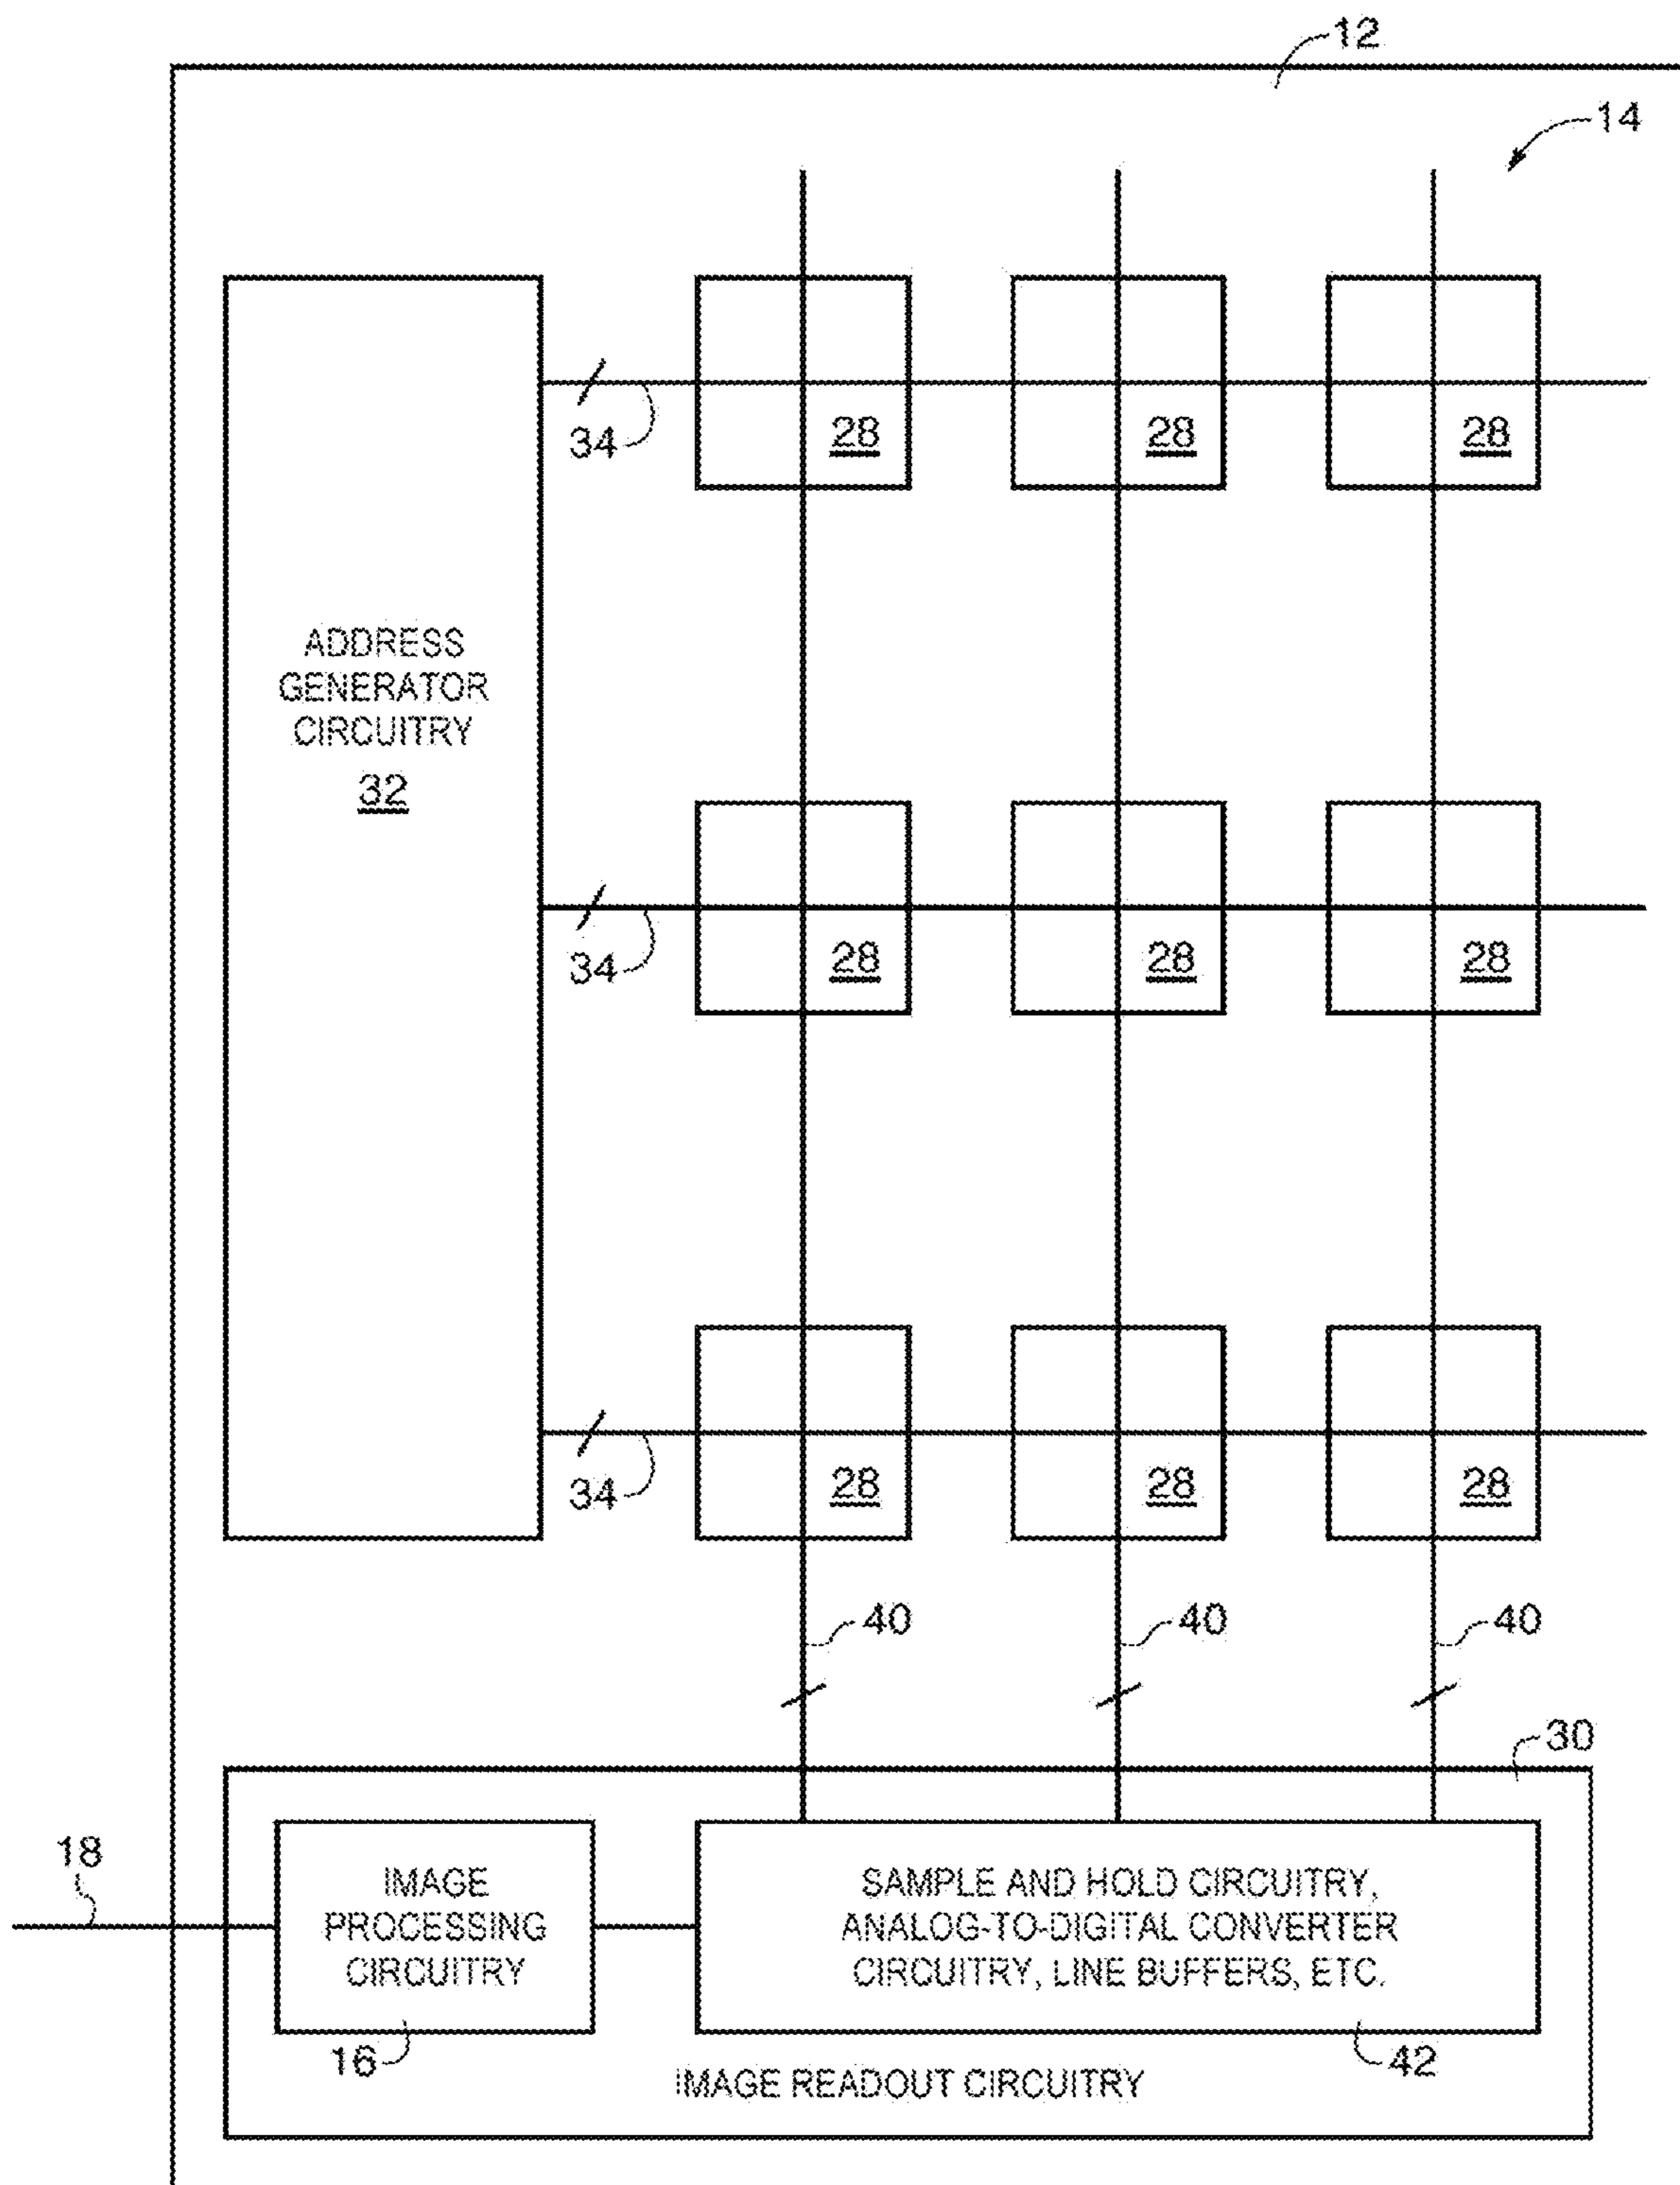 12
14
34
28
28
28
ADDRESS
GENERATOR
CIRCUITRY
32
34
28
28
28
34
28
28
28
40
40
40
30
18
IMAGE
PROCESSING
CIRCUITRY
16
SAMPLE AND HOLD CIRCUITRY,
ANALOG-TO-DIGITAL CONVERTER
CIRCUITRY, LINE BUFFERS, ETC.
42
IMAGE READOUT CIRCUITRY